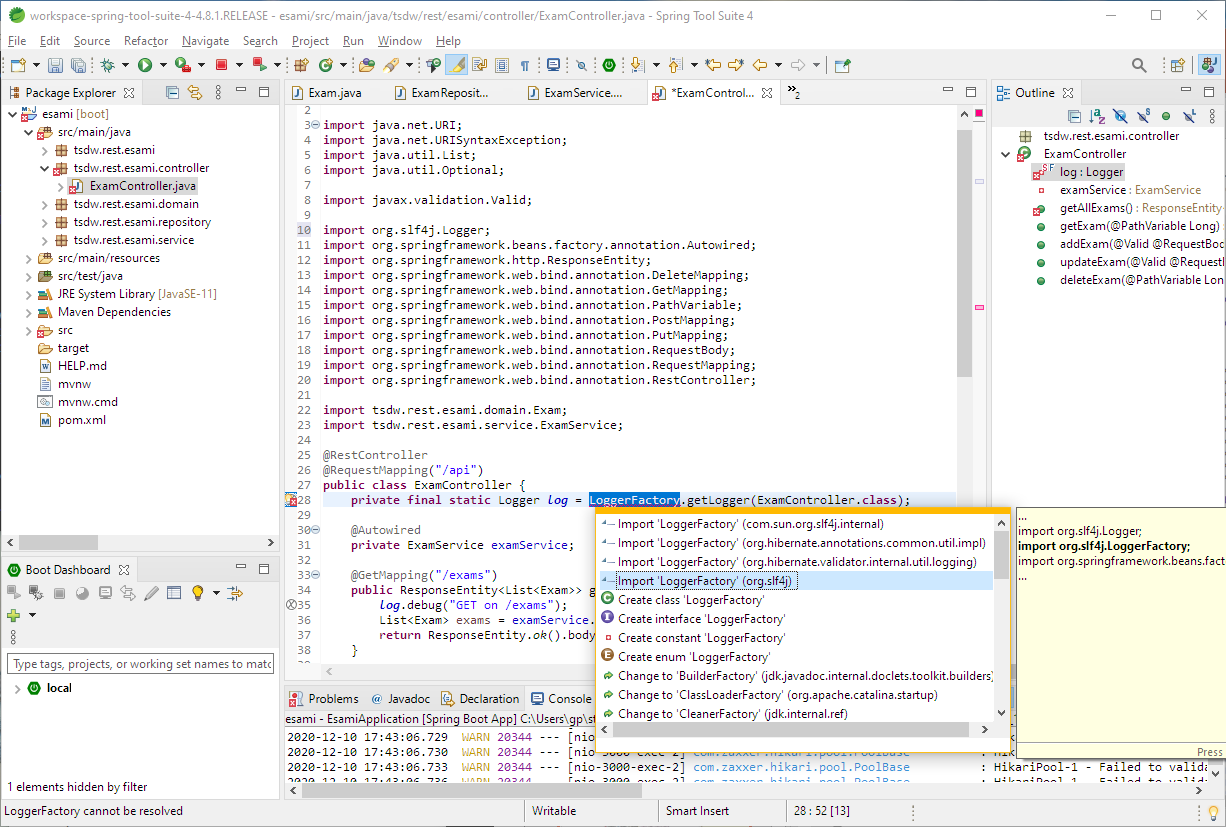 workspace-spring-tool-suite-4-4.8.1.RELEASE - esami/src/main/java/tsdw/rest/esami/controller/ExamController.java - Spring Tool Suite 4
File Edit Source Refactor Navigate Search Project Run Window Help
Package Explorer
esami [boot]
src/main/java
tsdw.rest.esami
tsdw.rest.esami.controller
ExamController.java
tsdw.rest.esami.domain
tsdw.rest.esami.repository
tsdw.rest.esami.service
src/main/resources
src/test/java
JRE System Library [JavaSE-11]
Maven Dependencies
src
target
HELP.md
mvnw
mvnw.cmd
pom.xml
Boot Dashboard
Type tags, projects, or working set names to matc
local
1 elements hidden by filter
Exam.java ExamReposit... ExamService.... *ExamControl... »2
2
3 import java.net.URI;
4 import java.net.URISyntaxException;
5 import java.util.List;
6 import java.util.Optional;
7
8 import javax.validation.Valid;
9
10 import org.slf4j.Logger;
11 import org.springframework.beans.factory.annotation.Autowired;
12 import org.springframework.http.ResponseEntity;
13 import org.springframework.web.bind.annotation.DeleteMapping;
14 import org.springframework.web.bind.annotation.GetMapping;
15 import org.springframework.web.bind.annotation.PathVariable;
16 import org.springframework.web.bind.annotation.PostMapping;
17 import org.springframework.web.bind.annotation.PutMapping;
18 import org.springframework.web.bind.annotation.RequestBody;
19 import org.springframework.web.bind.annotation.RequestMapping;
20 import org.springframework.web.bind.annotation.RestController;
21
22 import tsdw.rest.esami.domain.Exam;
23 import tsdw.rest.esami.service.ExamService;
24
25 @RestController
26 @RequestMapping("/api")
27 public class ExamController {
28 private final static Logger log = LoggerFactory.getLogger(ExamController.class);
29
30 @Autowired
31 private ExamService examService;
32
33 @GetMapping("/exams")
34 public ResponseEntity<List<Exam>> g
35 log.debug("GET on /exams");
36 List<Exam> exams = examService.
37 return ResponseEntity.ok().body
38 }
Import 'LoggerFactory' (com.sun.org.slf4j.internal)
Import 'LoggerFactory' (org.hibernate.annotations.common.util.impl)
Import 'LoggerFactory' (org.hibernate.validator.internal.util.logging)
Import 'LoggerFactory' (org.slf4j)
Create class 'LoggerFactory'
Create interface 'LoggerFactory'
Create constant 'LoggerFactory'
Create enum 'LoggerFactory'
Change to 'BuilderFactory' (jdk.javadoc.internal.doclets.toolkit.builders)
Change to 'ClassLoaderFactory' (org.apache.catalina.startup)
Change to 'CleanerFactory' (jdk.internal.ref)
...
import org.slf4j.Logger;
import org.slf4j.LoggerFactory;
import org.springframework.beans.fact
...
Press
Outline
tsdw.rest.esami.controller
ExamController
log : Logger
examService : ExamService
getAllExams() : ResponseEntity
getExam(@PathVariable Long)
addExam(@Valid @RequestBod
updateExam(@Valid @RequestI
deleteExam(@PathVariable Lon
Problems Javadoc Declaration Console
esami - EsamiApplication [Spring Boot App] C:\Users\gp\st
2020-12-10 17:43:06.729 WARN 20344 --- [nio-
2020-12-10 17:43:06.730 WARN 20344 --- [nio-3000-exec-2] com.zaxxer.hikari.pool.PoolBase : Hik
2020-12-10 17:43:06.733 WARN 20344 --- [nio-3000-exec-2] com.zaxxer.hikari.pool.PoolBase : HikariPool-1 - Failed to valida
LoggerFactory cannot be resolved
Writable
Smart Insert
28 : 52 [13]